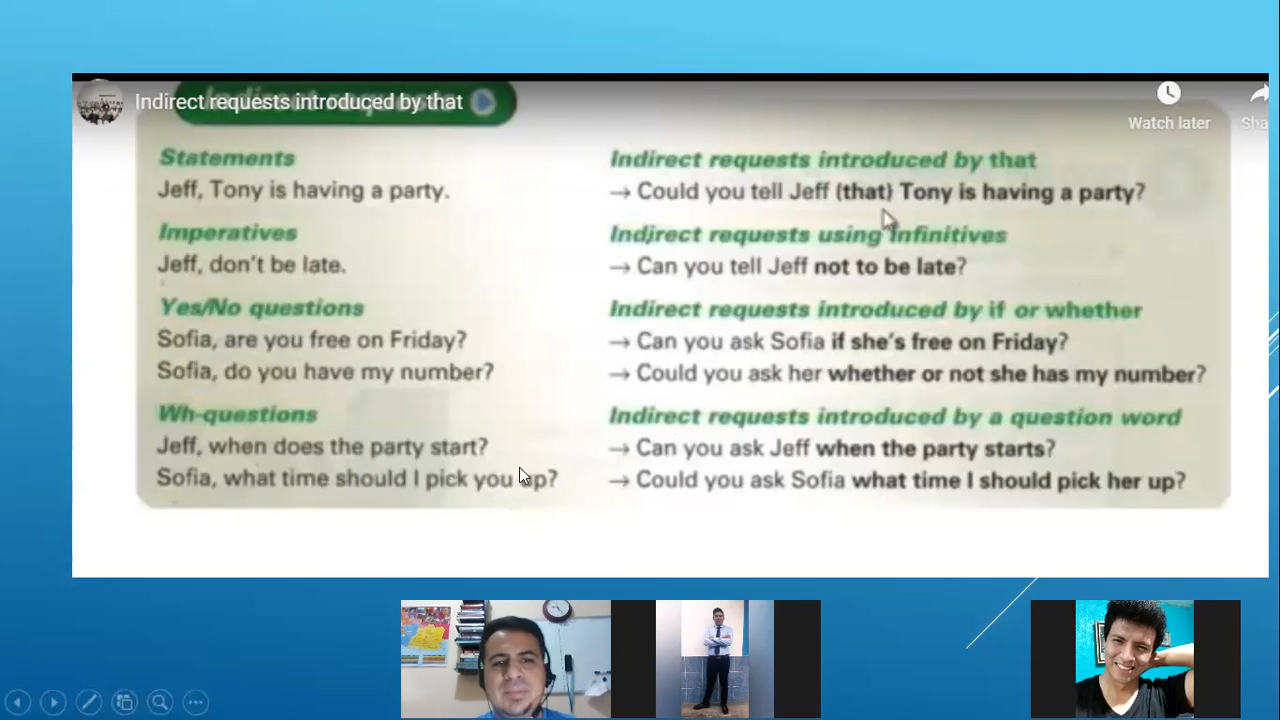 Indirect requests introduced by that
Watch later
Sha
Statements
Jeff, Tony is having a party.
Indirect requests introduced by that
→ Could you tell Jeff (that) Tony is having a party?
Imperatives
Jeff, don't be late.
Indirect requests using infinitives
→ Can you tell Jeff not to be late?
Yes/No questions
Sofia, are you free on Friday?
Sofia, do you have my number?
Indirect requests introduced by if or whether
→ Can you ask Sofia if she's free on Friday?
→ Could you ask her whether or not she has my number?
Wh-questions
Jeff, when does the party start?
Sofia, what time should I pick you up?
Indirect requests introduced by a question word
→ Can you ask Jeff when the party starts?
→ Could you ask Sofia what time I should pick her up?